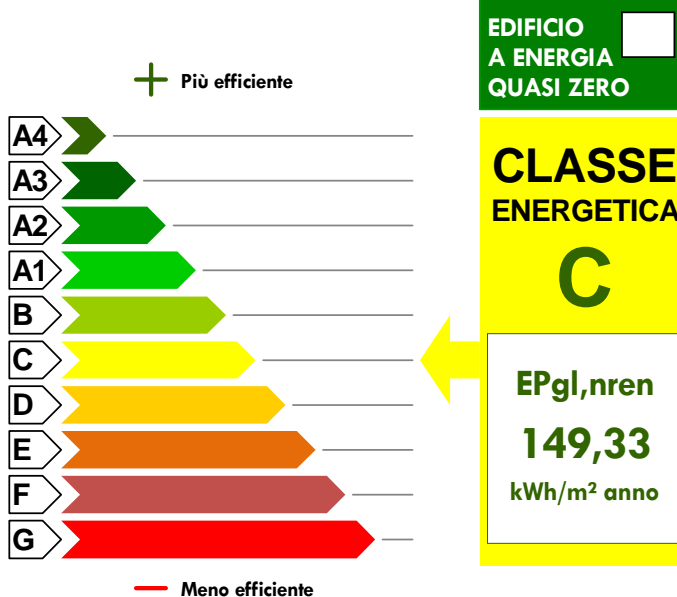 Più efficiente
A4
A3
A2
A1
B
C
D
E
F
G
Meno efficiente
EDIFICIO
A ENERGIA
QUASI ZERO
CLASSE
ENERGETICA
C
EPgl,nren
149,33
kWh/m² anno